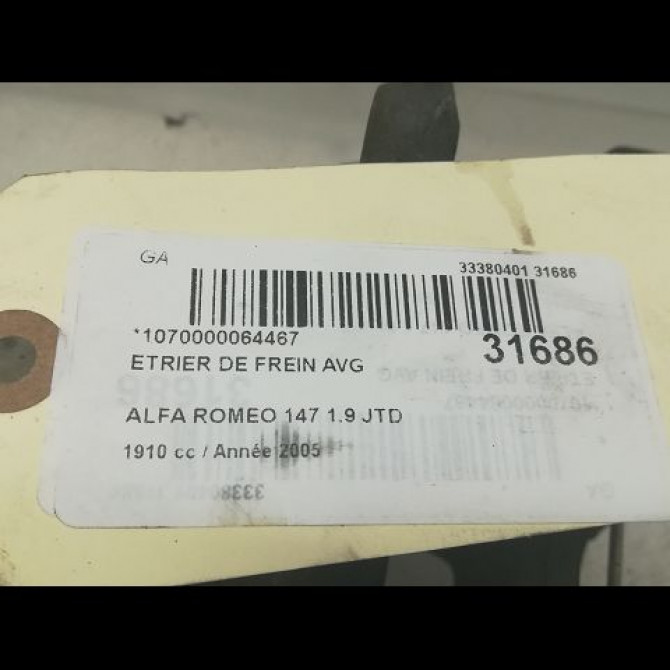 GA
33380401 31686
*1070000064467
31686
ETRIER DE FREIN AVG
ALFA ROMEO 147 1.9 JTD
1910 cc / Année 2005